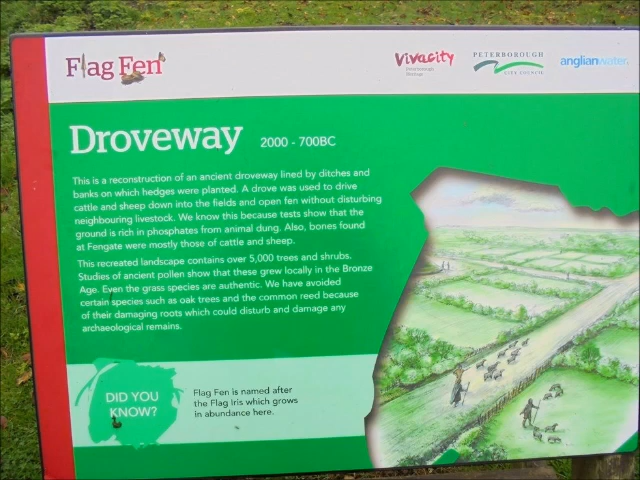 Flag Fen
Vivacity
PETERBOROUGH
CITY COUNCIL
anglianwater
Droveway 2000 - 700BC
This is a reconstruction of an ancient droveway lined by ditches and
banks on which hedges were planted. A drove was used to drive
cattle and sheep down into the fields and open fen without disturbing
neighbouring livestock. We know this because tests show that the
ground is rich in phosphates from animal dung. Also, bones found
at Fengate were mostly those of cattle and sheep.
This recreated landscape contains over 5,000 trees and shrubs.
Studies of ancient pollen show that these grew locally in the Bronze
Age. Even the grass species are authentic. We have avoided
certain species such as oak trees and the common reed because
of their damaging roots which could disturb and damage any
archaeological remains.
DID YOU
KNOW?
Flag Fen is named after
the Flag Iris which grows
in abundance here.